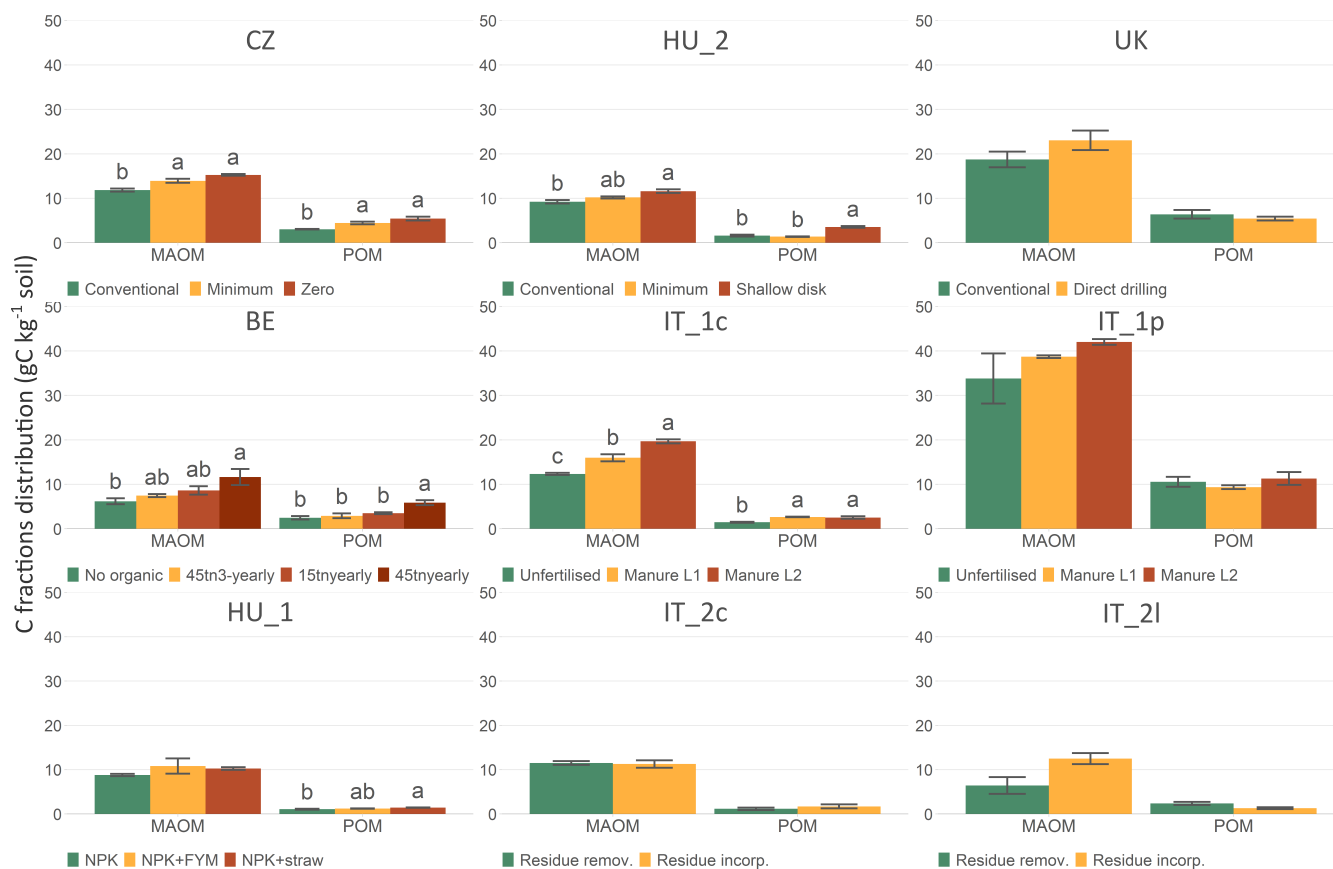 C fractions distribution (gC kg-1 soil)
CZ
50
40
30
20
10
0
b a a
b a a
MAOM POM
Conventional Minimum Zero
HU_2
50
40
30
20
10
0
b ab a
b b a
MAOM POM
Conventional Minimum Shallow disk
UK
50
40
30
20
10
0
MAOM POM
Conventional Direct drilling
BE
50
40
30
20
10
0
b ab ab a
b b b a
MAOM POM
No organic 45tn3-yearly 15tnyearly 45tnyearly
IT_1c
50
40
30
20
10
0
c b a
b a a
MAOM POM
Unfertilised Manure L1 Manure L2
IT_1p
50
40
30
20
10
0
MAOM POM
Unfertilised Manure L1 Manure L2
HU_1
50
40
30
20
10
0
b ab a
MAOM POM
NPK NPK+FYM NPK+straw
IT_2c
50
40
30
20
10
0
MAOM POM
Residue remov. Residue incorp.
IT_2l
50
40
30
20
10
0
MAOM POM
Residue remov. Residue incorp.